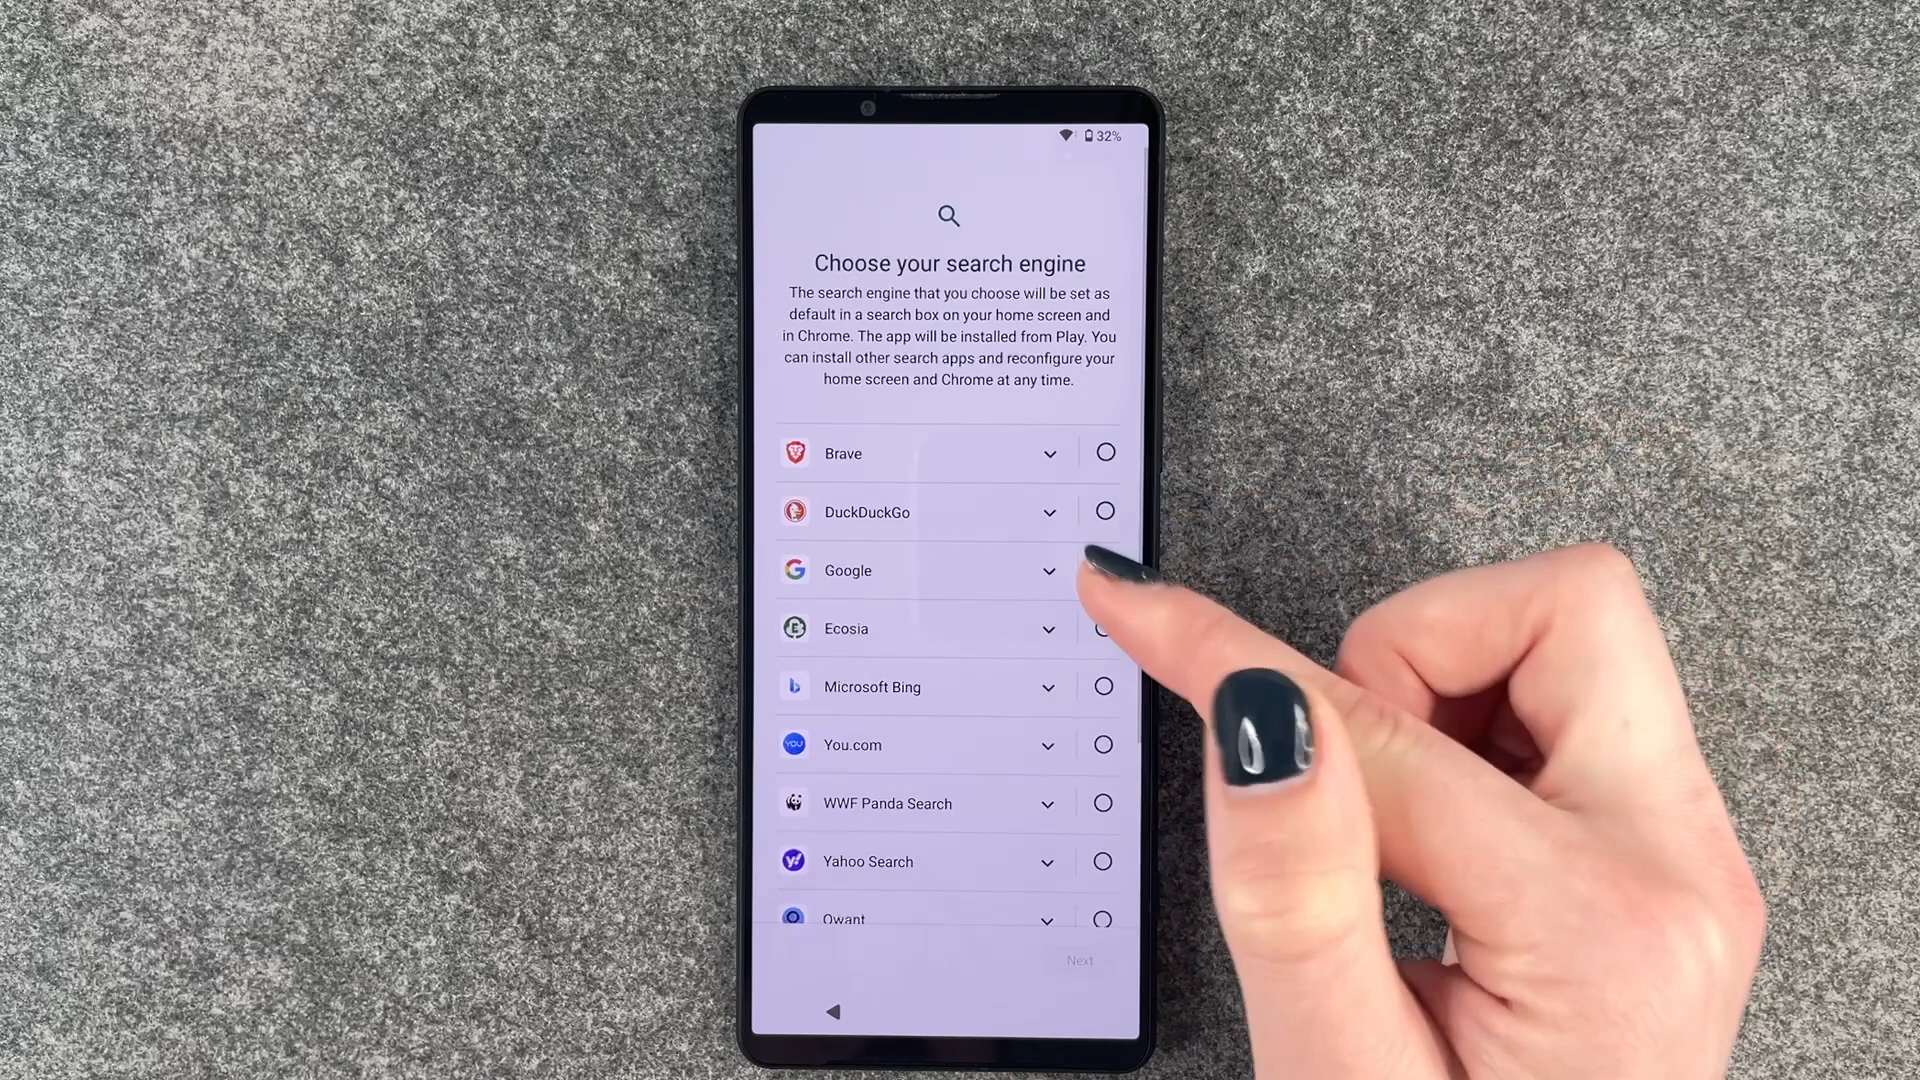 32%
Choose your search engine
The search engine that you choose will be set as
default in a search box on your home screen and
in Chrome. The app will be installed from Play. You
can install other search apps and reconfigure your
home screen and Chrome at any time.
Brave
DuckDuckGo
Google
Ecosia
Microsoft Bing
YOU You.com
WWF Panda Search
Yahoo Search
Qwant
Next